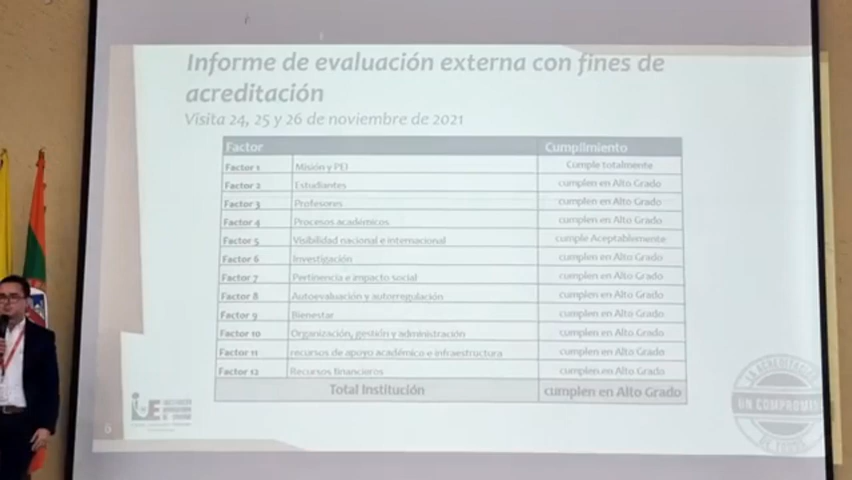 Informe de evaluación externa con fines de
acreditación
Visita 24, 25 y 26 de noviembre de 2021
Factor Cumplimiento
Factor 1 Misión y PEI Cumple totalmente
Factor 2 Estudiantes cumplen en Alto Grado
Factor 3 Profesores cumplen en Alto Grado
Factor 4 Procesos académicos cumplen en Alto Grado
Factor 5 Visibilidad nacional e internacional cumple Aceptablemente
Factor 6 Investigación cumplen en Alto Grado
Factor 7 Pertinencia e impacto social cumplen en Alto Grado
Factor 8 Autoevaluación y autorregulación cumplen en Alto Grado
Factor 9 Bienestar cumplen en Alto Grado
Factor 10 Organización, gestión y administración cumplen en Alto Grado
Factor 11 recursos de apoyo académico e infraestructura cumplen en Alto Grado
Factor 12 Recursos financieros cumplen en Alto Grado
Total Institución cumplen en Alto Grado
IUE
LA ACREDITACIÓN
UN COMPROMISO
DE TODOS
6